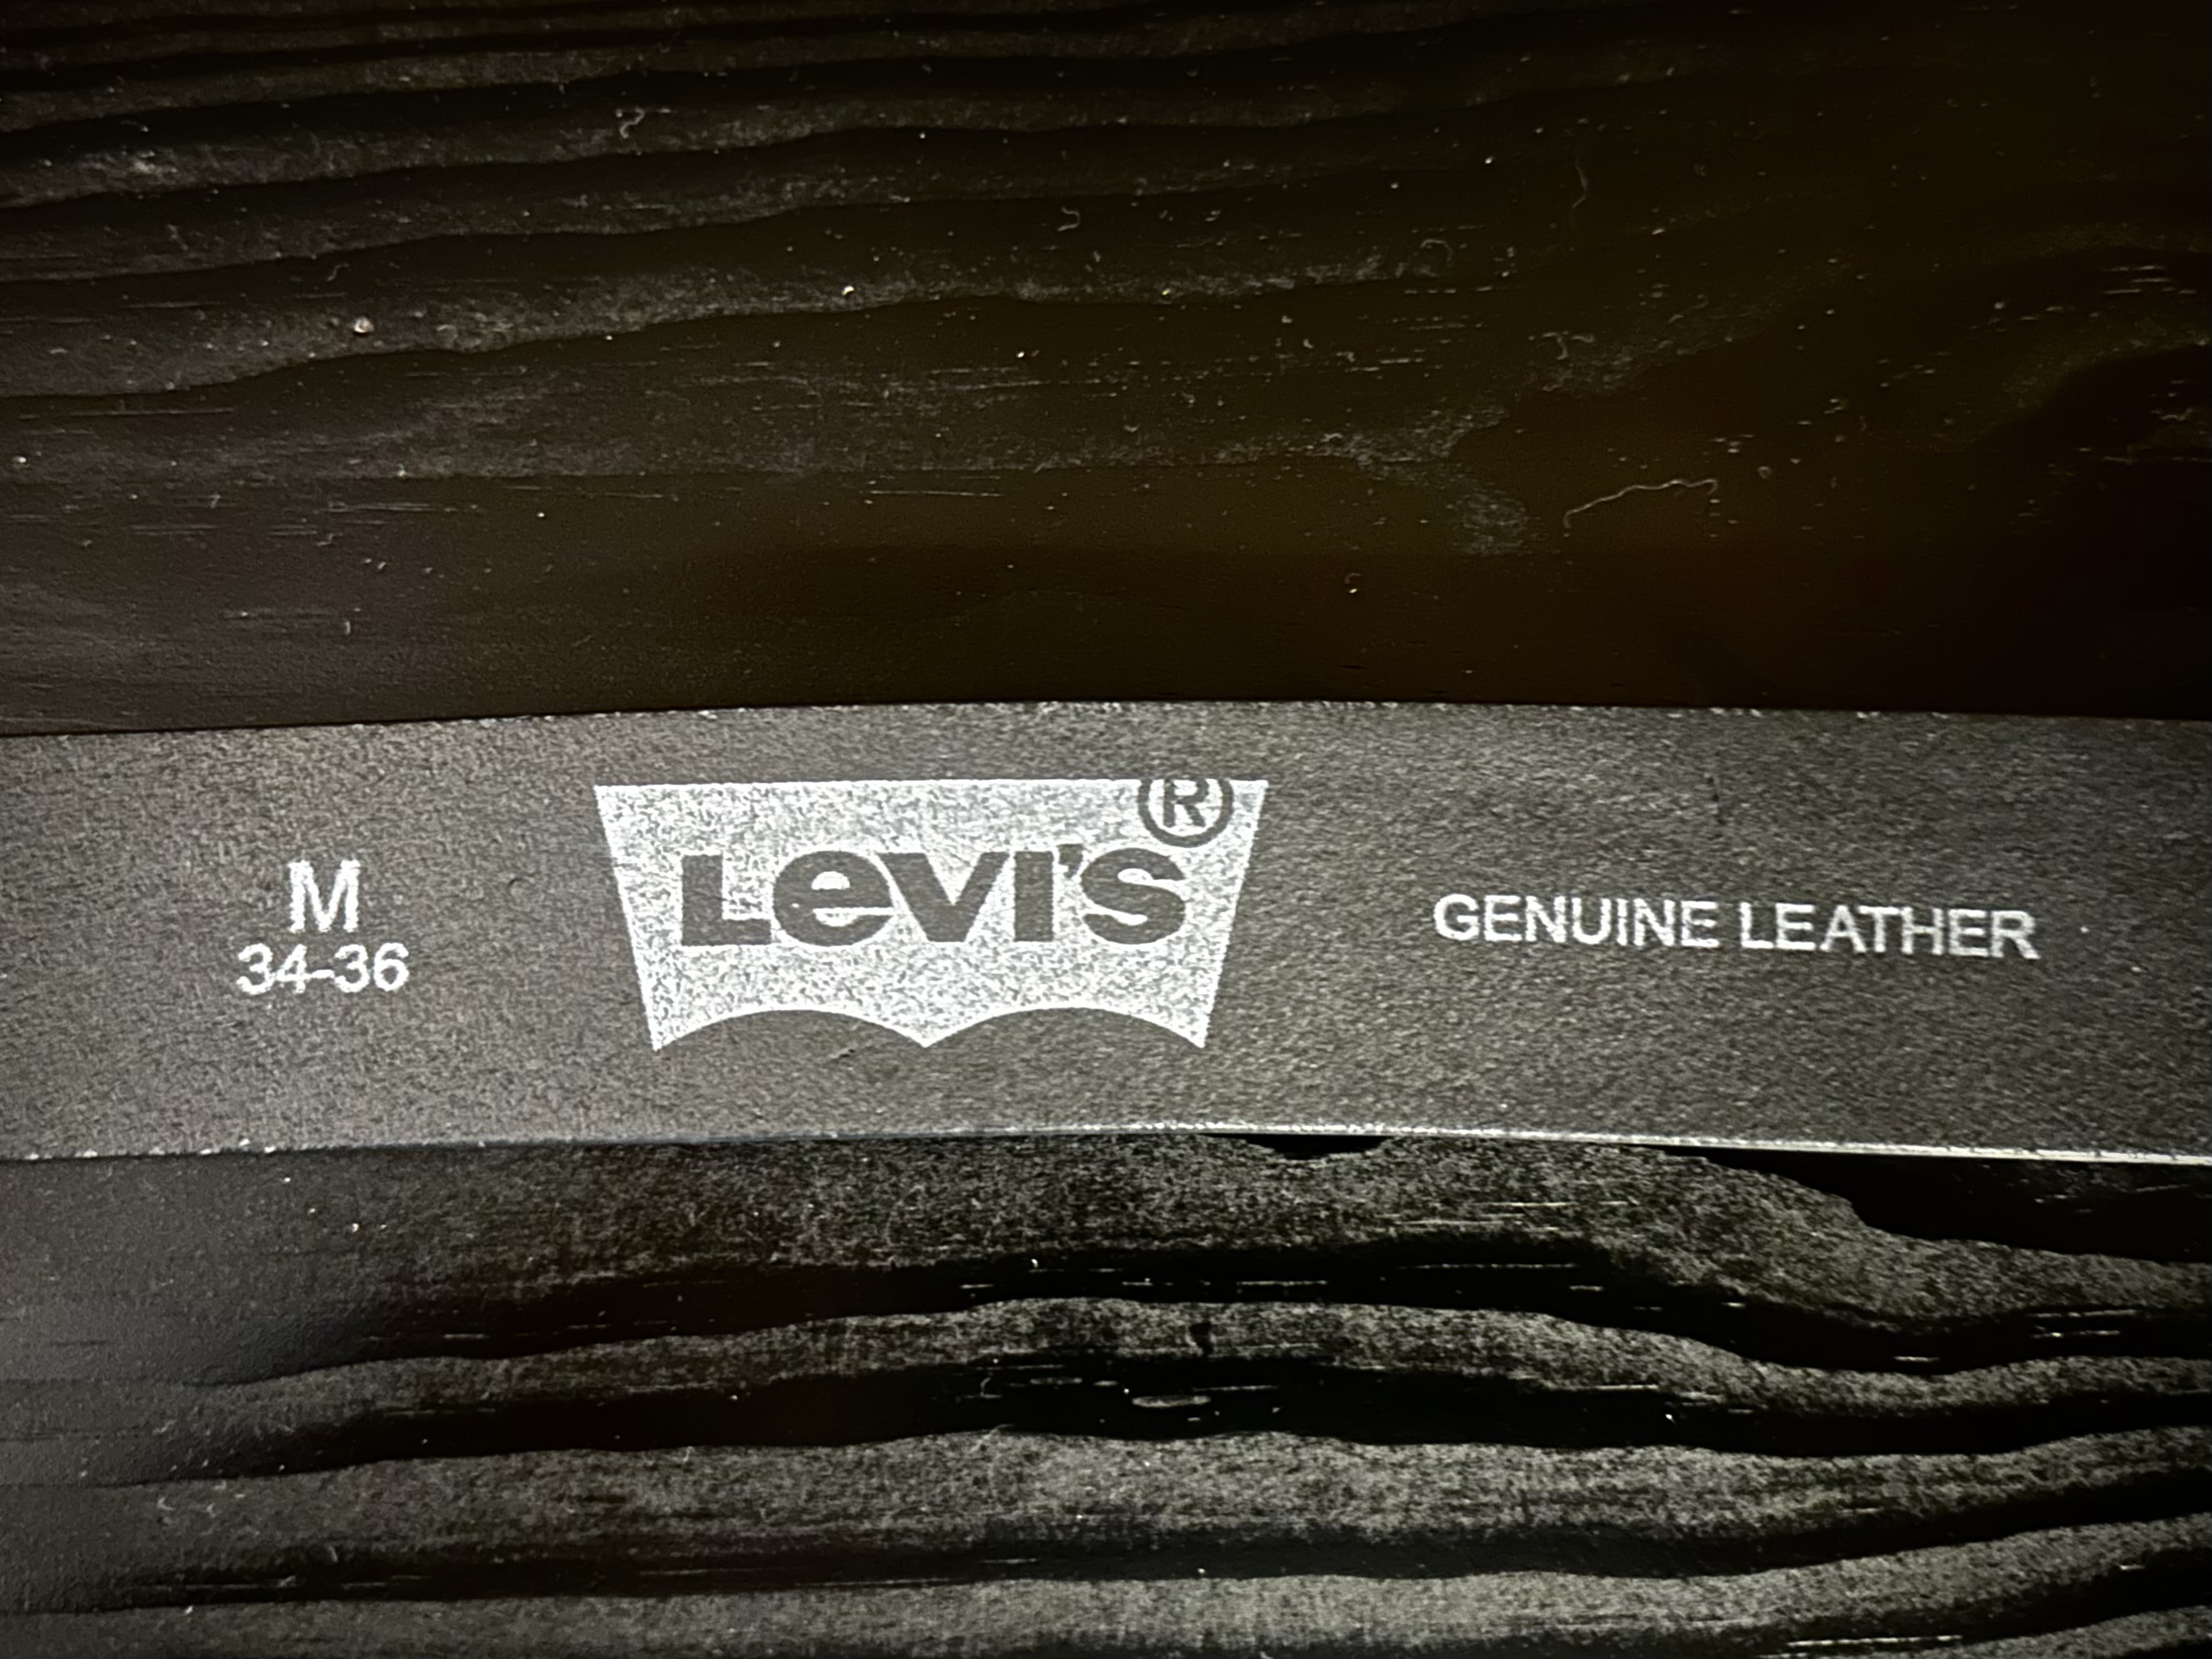 M
34-36
LEVI'S®
GENUINE LEATHER